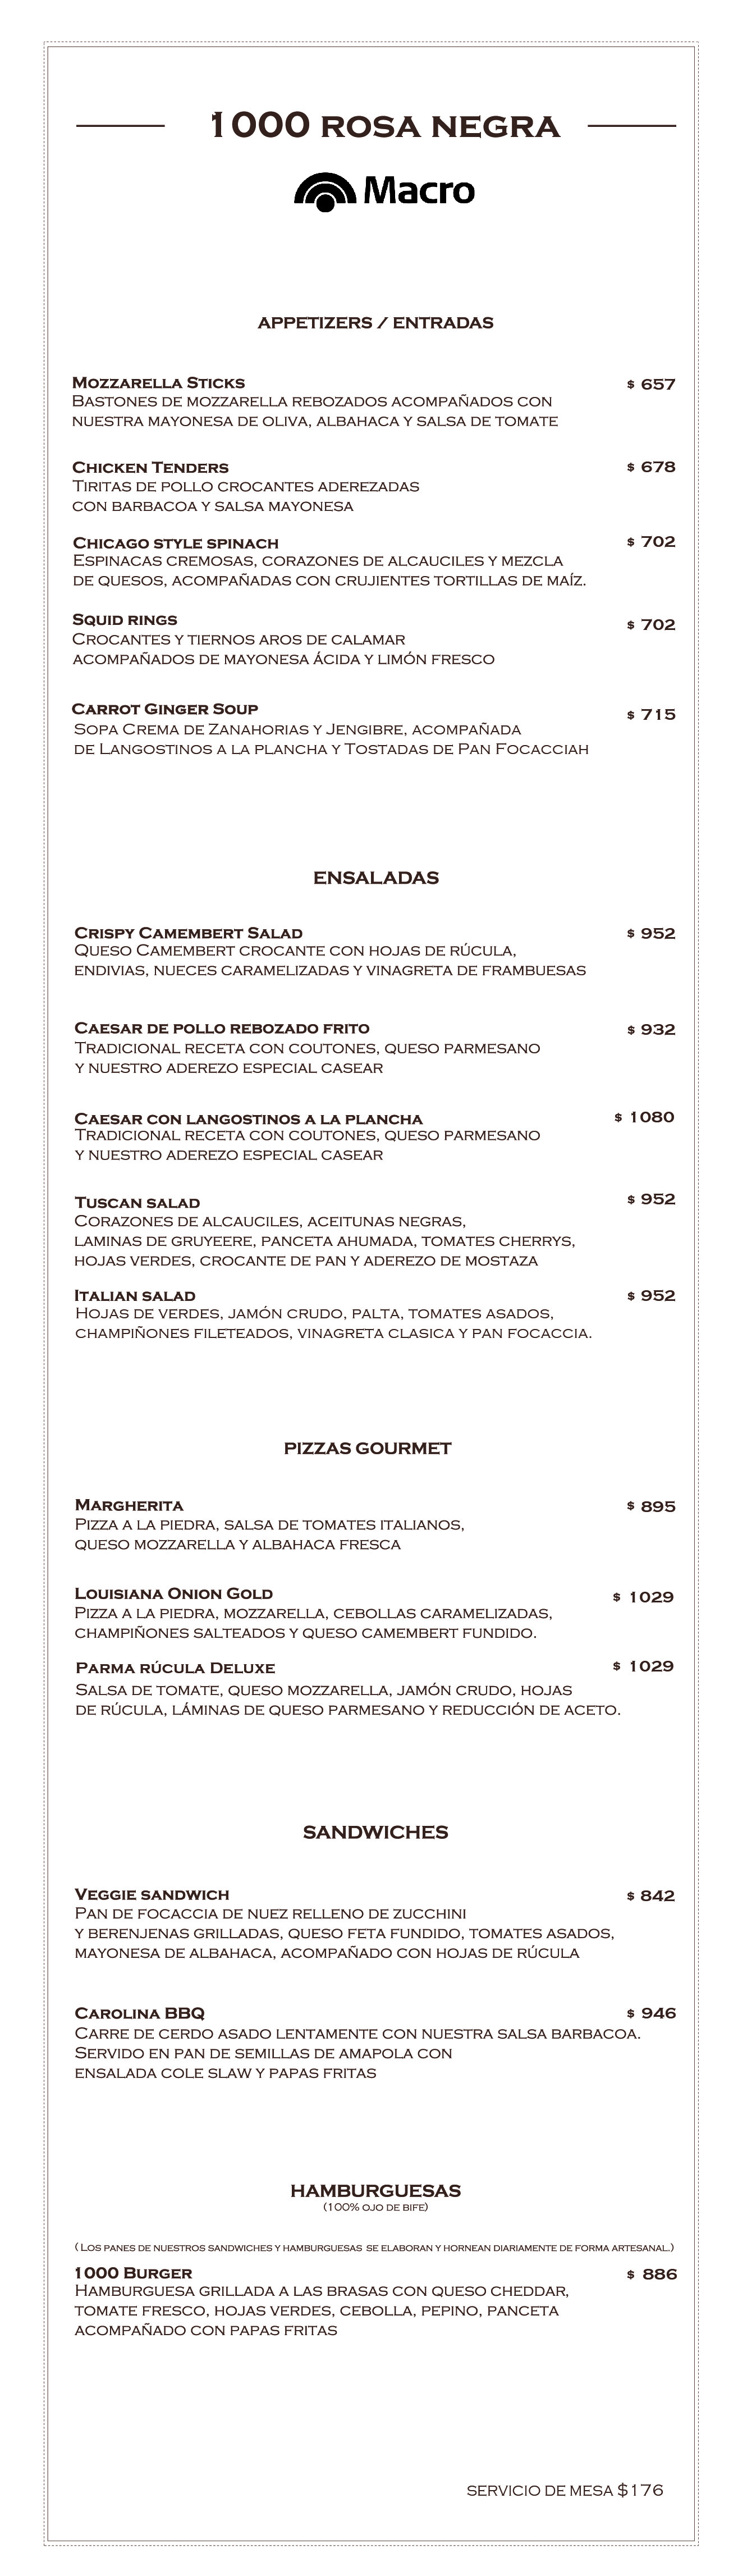 1000 ROSA NEGRA
Macro
APPETIZERS / ENTRADAS
MOZZARELLA STICKS $ 657
BASTONES DE MOZZARELLA REBOZADOS ACOMPAÑADOS CON
NUESTRA MAYONESA DE OLIVA, ALBAHACA Y SALSA DE TOMATE
CHICKEN TENDERS $ 678
TIRITAS DE POLLO CROCANTES ADEREZADAS
CON BARBACOA Y SALSA MAYONESA
CHICAGO STYLE SPINACH $ 702
ESPINACAS CREMOSAS, CORAZONES DE ALCAUCILES Y MEZCLA
DE QUESOS, ACOMPAÑADAS CON CRUJIENTES TORTILLAS DE MAÍZ.
SQUID RINGS $ 702
CROCANTES Y TIERNOS AROS DE CALAMAR
ACOMPAÑADOS DE MAYONESA ÁCIDA Y LIMÓN FRESCO
CARROT GINGER SOUP $ 715
SOPA CREMA DE ZANAHORIAS Y JENGIBRE, ACOMPAÑADA
DE LANGOSTINOS A LA PLANCHA Y TOSTADAS DE PAN FOCACCIAH
ENSALADAS
CRISPY CAMEMBERT SALAD $ 952
QUESO CAMEMBERT CROCANTE CON HOJAS DE RÚCULA,
ENDIVIAS, NUECES CARAMELIZADAS Y VINAGRETA DE FRAMBUESAS
CAESAR DE POLLO REBOZADO FRITO $ 932
TRADICIONAL RECETA CON COUTONES, QUESO PARMESANO
Y NUESTRO ADEREZO ESPECIAL CASEAR
CAESAR CON LANGOSTINOS A LA PLANCHA $ 1080
TRADICIONAL RECETA CON COUTONES, QUESO PARMESANO
Y NUESTRO ADEREZO ESPECIAL CASEAR
TUSCAN SALAD $ 952
CORAZONES DE ALCAUCILES, ACEITUNAS NEGRAS,
LAMINAS DE GRUYEERE, PANCETA AHUMADA, TOMATES CHERRYS,
HOJAS VERDES, CROCANTE DE PAN Y ADEREZO DE MOSTAZA
ITALIAN SALAD $ 952
HOJAS DE VERDES, JAMÓN CRUDO, PALTA, TOMATES ASADOS,
CHAMPIÑONES FILETEADOS, VINAGRETA CLASICA Y PAN FOCACCIA.
PIZZAS GOURMET
MARGHERITA $ 895
PIZZA A LA PIEDRA, SALSA DE TOMATES ITALIANOS,
QUESO MOZZARELLA Y ALBAHACA FRESCA
LOUISIANA ONION GOLD $ 1029
PIZZA A LA PIEDRA, MOZZARELLA, CEBOLLAS CARAMELIZADAS,
CHAMPIÑONES SALTEADOS Y QUESO CAMEMBERT FUNDIDO.
PARMA RÚCULA DELUXE $ 1029
SALSA DE TOMATE, QUESO MOZZARELLA, JAMÓN CRUDO, HOJAS
DE RÚCULA, LÁMINAS DE QUESO PARMESANO Y REDUCCIÓN DE ACETO.
SANDWICHES
VEGGIE SANDWICH $ 842
PAN DE FOCACCIA DE NUEZ RELLENO DE ZUCCHINI
Y BERENJENAS GRILLADAS, QUESO FETA FUNDIDO, TOMATES ASADOS,
MAYONESA DE ALBAHACA, ACOMPAÑADO CON HOJAS DE RÚCULA
CAROLINA BBQ $ 946
CARRE DE CERDO ASADO LENTAMENTE CON NUESTRA SALSA BARBACOA.
SERVIDO EN PAN DE SEMILLAS DE AMAPOLA CON
ENSALADA COLE SLAW Y PAPAS FRITAS
HAMBURGUESAS
(100% OJO DE BIFE)
( LOS PANES DE NUESTROS SANDWICHES Y HAMBURGUESAS SE ELABORAN Y HORNEAN DIARIAMENTE DE FORMA ARTESANAL.)
1000 BURGER $ 886
HAMBURGUESA GRILLADA A LAS BRASAS CON QUESO CHEDDAR,
TOMATE FRESCO, HOJAS VERDES, CEBOLLA, PEPINO, PANCETA
ACOMPAÑADO CON PAPAS FRITAS
SERVICIO DE MESA $176